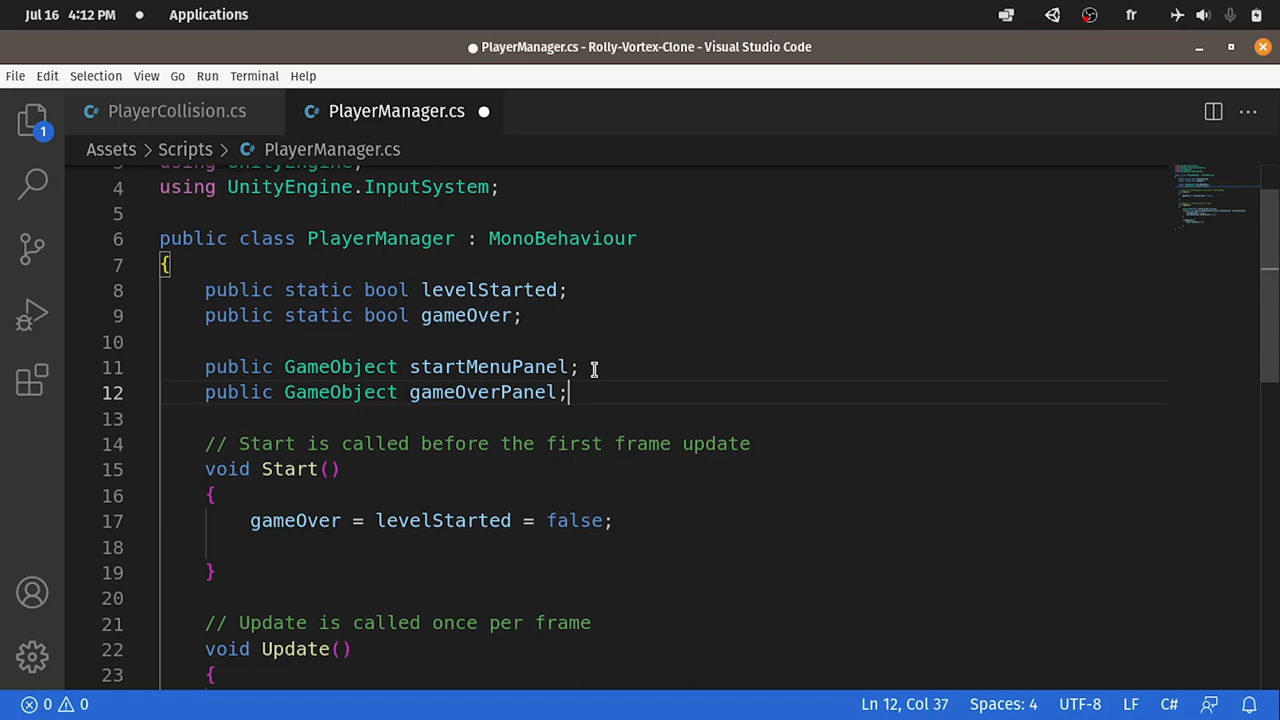 Jul 16 4:12 PM ● Applications fr
● PlayerManager.cs - Rolly-Vortex-Clone - Visual Studio Code
File Edit Selection View Go Run Terminal Help
PlayerCollision.cs PlayerManager.cs ●
1
Assets > Scripts > PlayerManager.cs
3 using UnityEngine;
4 using UnityEngine.InputSystem;
5
6 public class PlayerManager : MonoBehaviour
7 {
8 public static bool levelStarted;
9 public static bool gameOver;
10
11 public GameObject startMenuPanel;
12 public GameObject gameOverPanel;
13
14 // Start is called before the first frame update
15 void Start()
16 {
17 gameOver = levelStarted = false;
18
19 }
20
21 // Update is called once per frame
22 void Update()
23 {
0 0 Ln 12, Col 37 Spaces: 4 UTF-8 LF C#